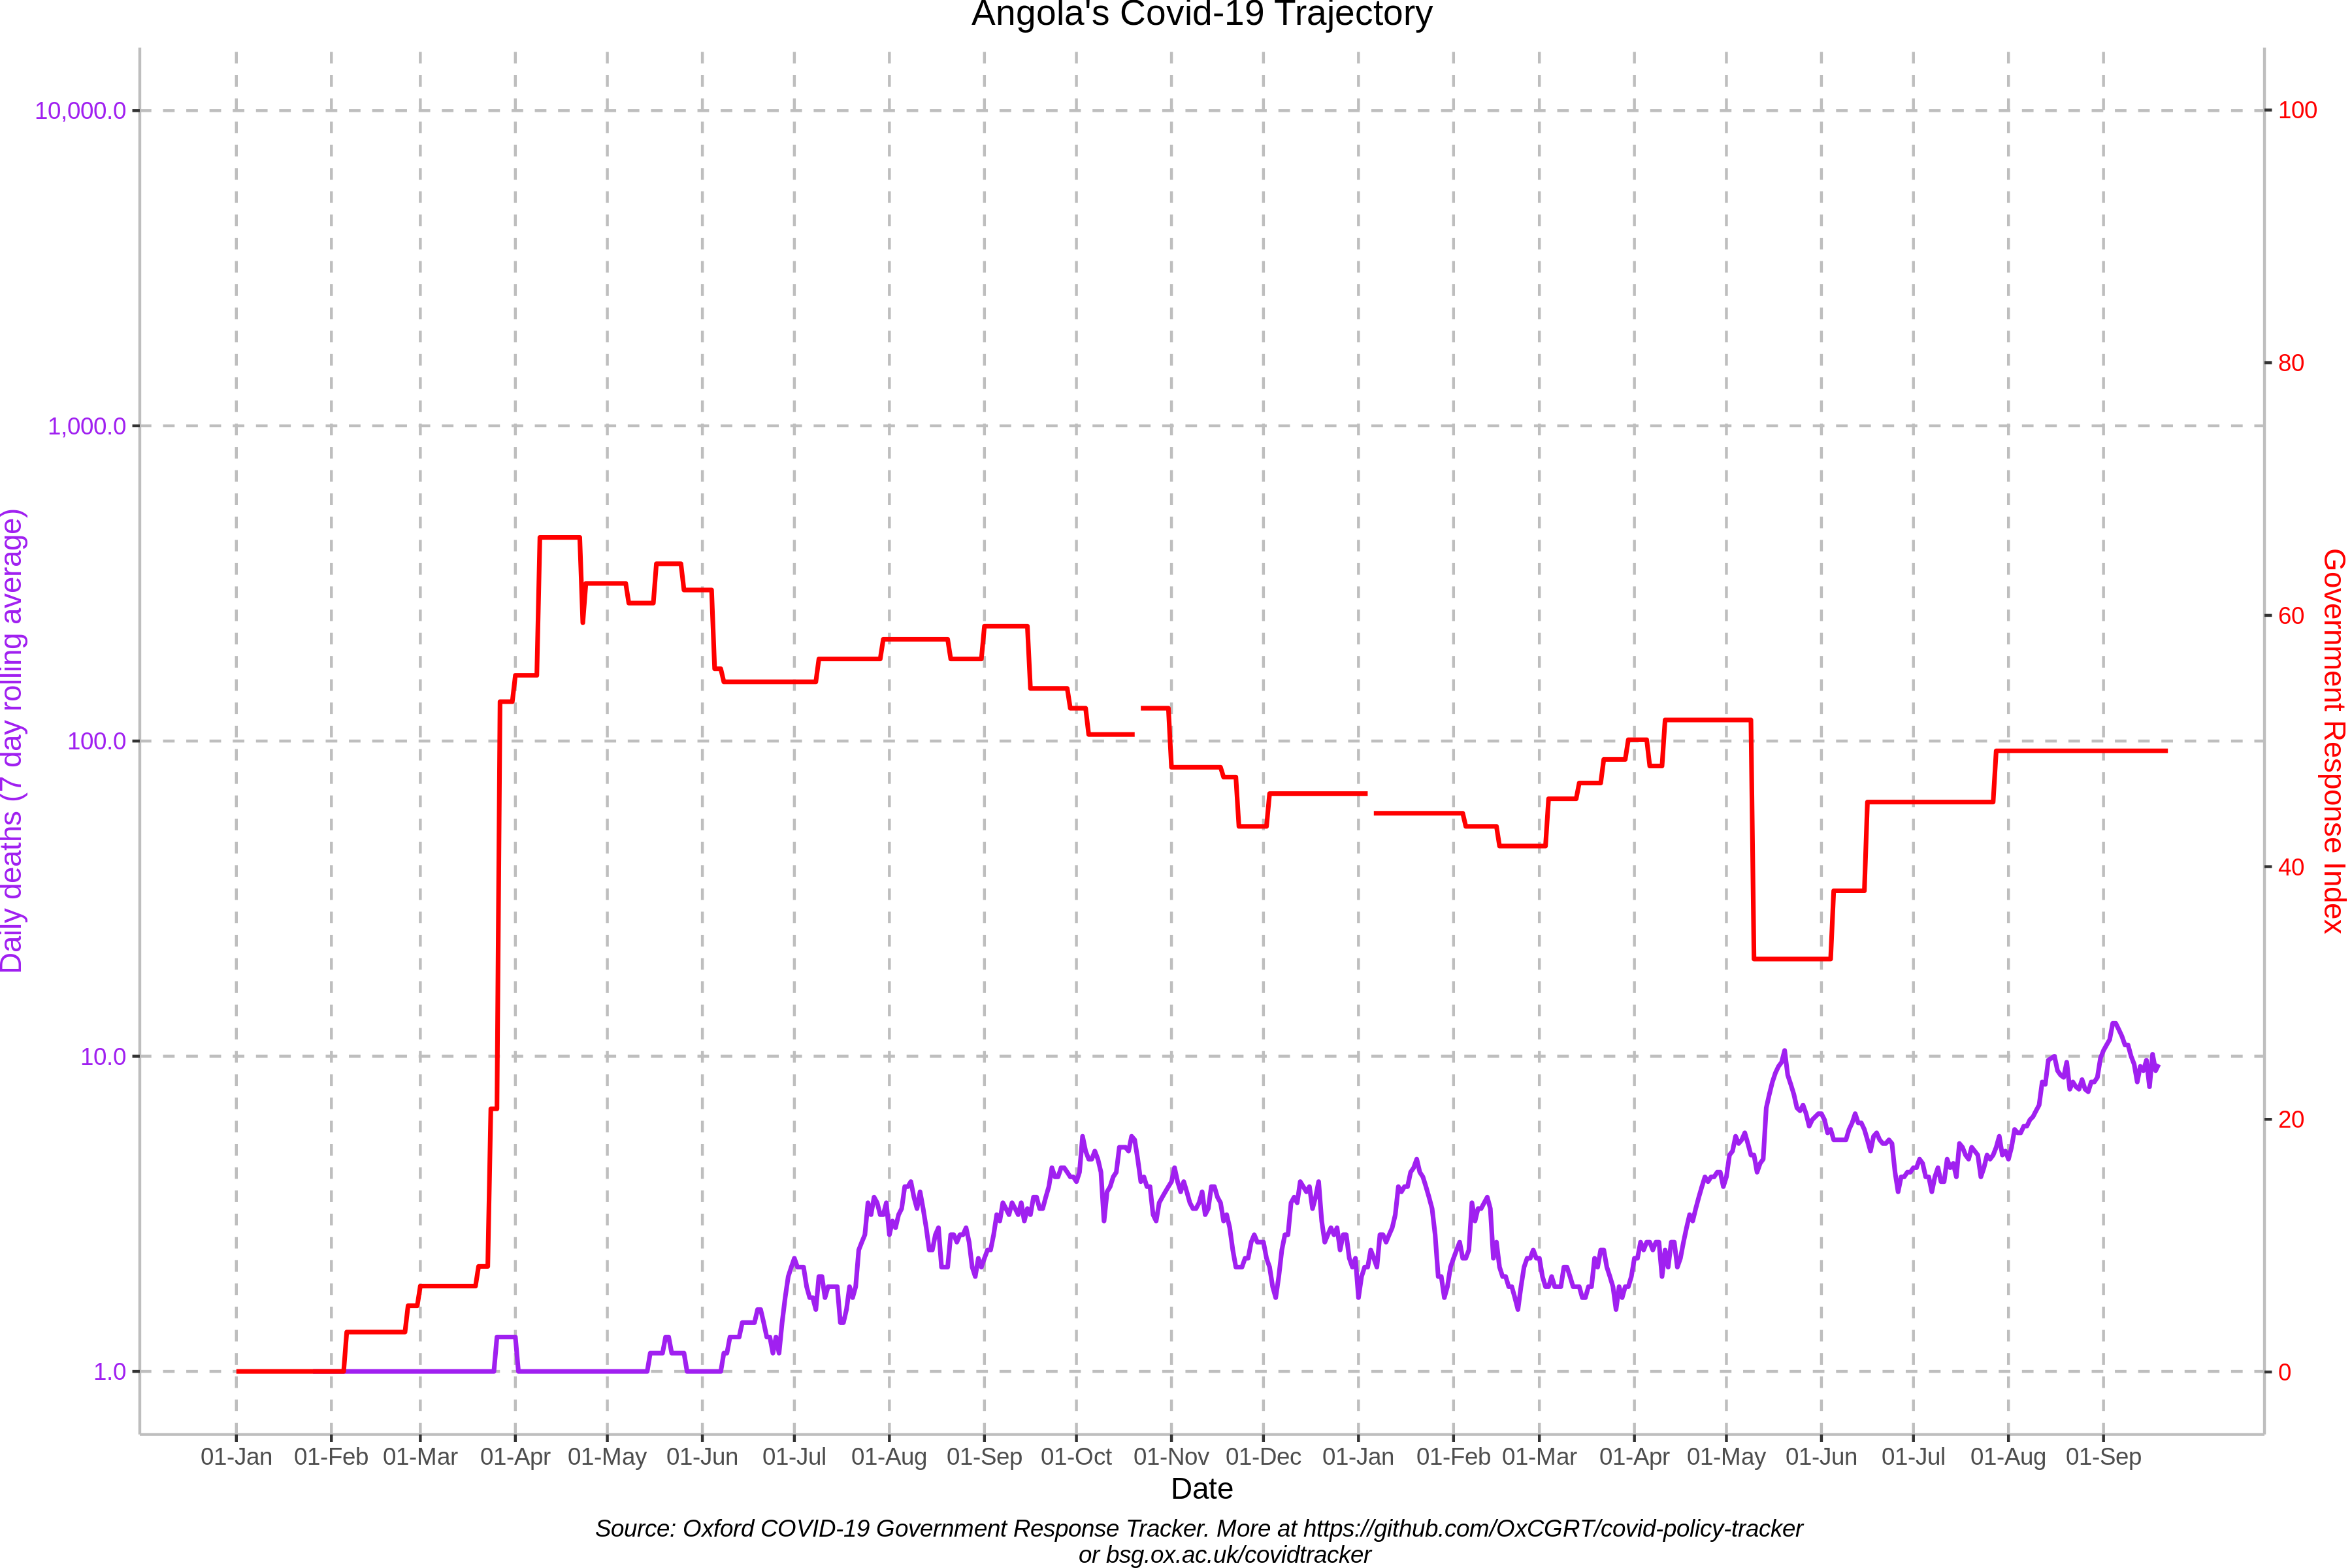 Angola's Covid-19 Trajectory
10,000.0
1,000.0
100.0
10.0
1.0
Daily deaths (7 day rolling average)
100
80
60
40
20
0
Government Response Index
01-Jan 01-Feb 01-Mar 01-Apr 01-May 01-Jun 01-Jul 01-Aug 01-Sep 01-Oct 01-Nov 01-Dec 01-Jan 01-Feb 01-Mar 01-Apr 01-May 01-Jun 01-Jul 01-Aug 01-Sep
Date
Source: Oxford COVID-19 Government Response Tracker. More at https://github.com/OxCGRT/covid-policy-tracker
or bsg.ox.ac.uk/covidtracker